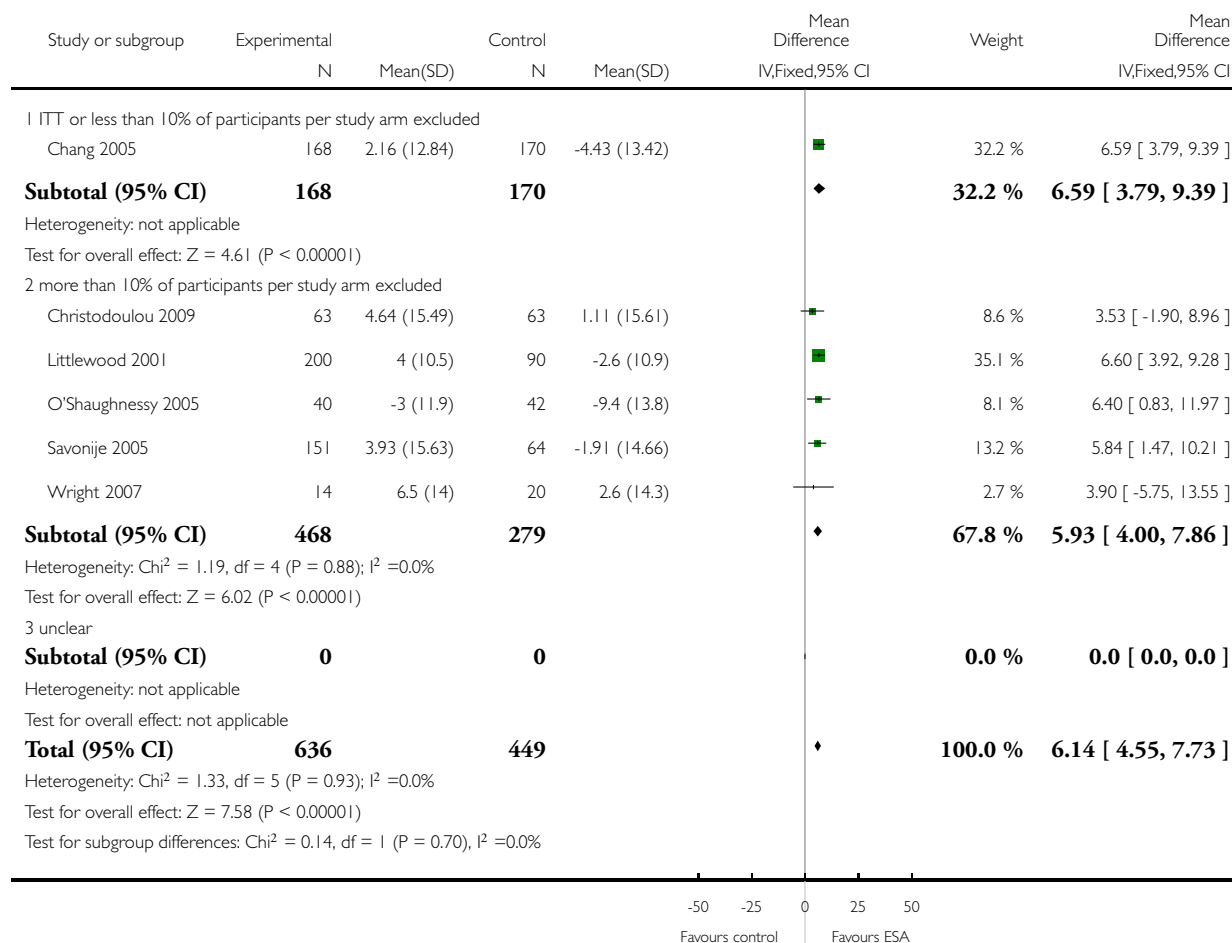 Study or subgroup Experimental Control Mean Difference Weight Mean Difference
N Mean(SD) N Mean(SD) IV,Fixed,95% CI IV,Fixed,95% CI
1 ITT or less than 10% of participants per study arm excluded
Chang 2005 168 2.16 (12.84) 170 -4.43 (13.42) 32.2 % 6.59 [ 3.79, 9.39 ]
Subtotal (95% CI) 168 170 32.2 % 6.59 [ 3.79, 9.39 ]
Heterogeneity: not applicable
Test for overall effect: Z = 4.61 (P < 0.00001)
2 more than 10% of participants per study arm excluded
Christodoulou 2009 63 4.64 (15.49) 63 1.11 (15.61) 8.6 % 3.53 [ -1.90, 8.96 ]
Littlewood 2001 200 4 (10.5) 90 -2.6 (10.9) 35.1 % 6.60 [ 3.92, 9.28 ]
O'Shaughnessy 2005 40 -3 (11.9) 42 -9.4 (13.8) 8.1 % 6.40 [ 0.83, 11.97 ]
Savonije 2005 151 3.93 (15.63) 64 -1.91 (14.66) 13.2 % 5.84 [ 1.47, 10.21 ]
Wright 2007 14 6.5 (14) 20 2.6 (14.3) 2.7 % 3.90 [ -5.75, 13.55 ]
Subtotal (95% CI) 468 279 67.8 % 5.93 [ 4.00, 7.86 ]
Heterogeneity: Chi² = 1.19, df = 4 (P = 0.88); I² =0.0%
Test for overall effect: Z = 6.02 (P < 0.00001)
3 unclear
Subtotal (95% CI) 0 0 0.0 % 0.0 [ 0.0, 0.0 ]
Heterogeneity: not applicable
Test for overall effect: not applicable
Total (95% CI) 636 449 100.0 % 6.14 [ 4.55, 7.73 ]
Heterogeneity: Chi² = 1.33, df = 5 (P = 0.93); I² =0.0%
Test for overall effect: Z = 7.58 (P < 0.00001)
Test for subgroup differences: Chi² = 0.14, df = 1 (P = 0.70), I² =0.0%
-50 -25 0 25 50
Favours control Favours ESA